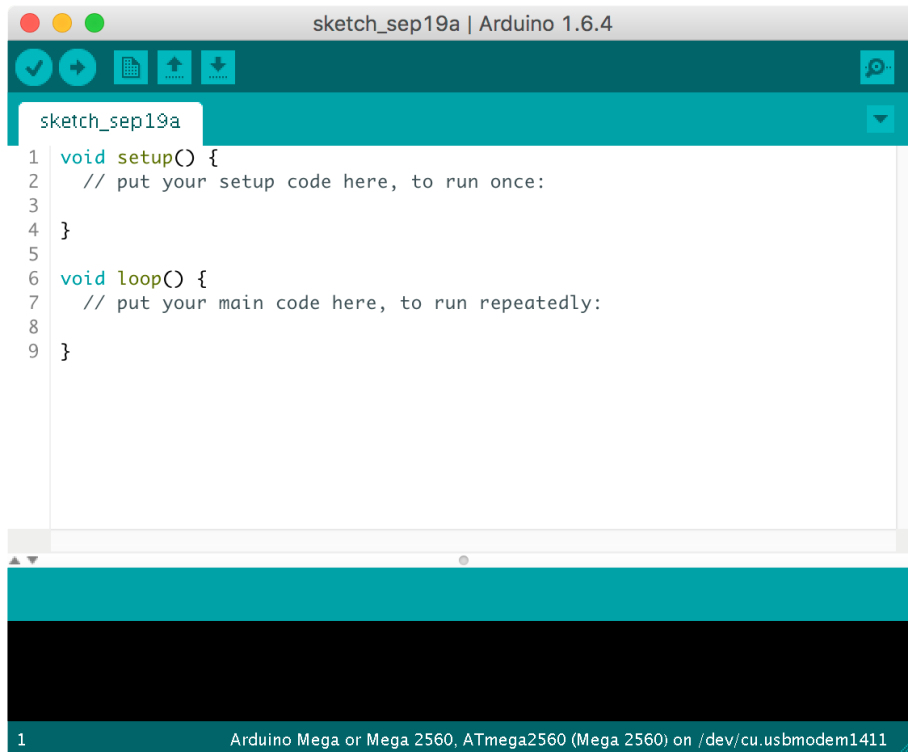 sketch_sep19a | Arduino 1.6.4
sketch_sep19a
1 void setup() {
2   // put your setup code here, to run once:
3
4 }
5
6 void loop() {
7   // put your main code here, to run repeatedly:
8
9 }
1 Arduino Mega or Mega 2560, ATmega2560 (Mega 2560) on /dev/cu.usbmodem1411